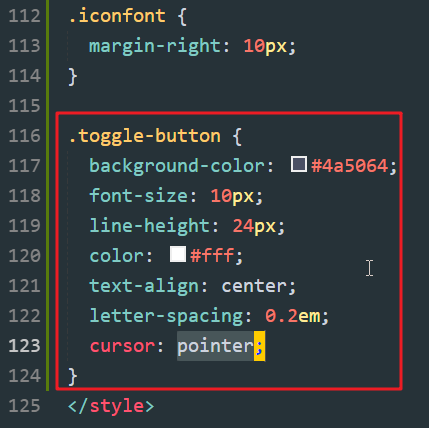 112 .iconfont {
113 margin-right: 10px;
114 }
115
116 .toggle-button {
117 background-color: #4a5064;
118 font-size: 10px;
119 line-height: 24px;
120 color: #fff;
121 text-align: center;
122 letter-spacing: 0.2em;
123 cursor: pointer;
124 }
125 </style>